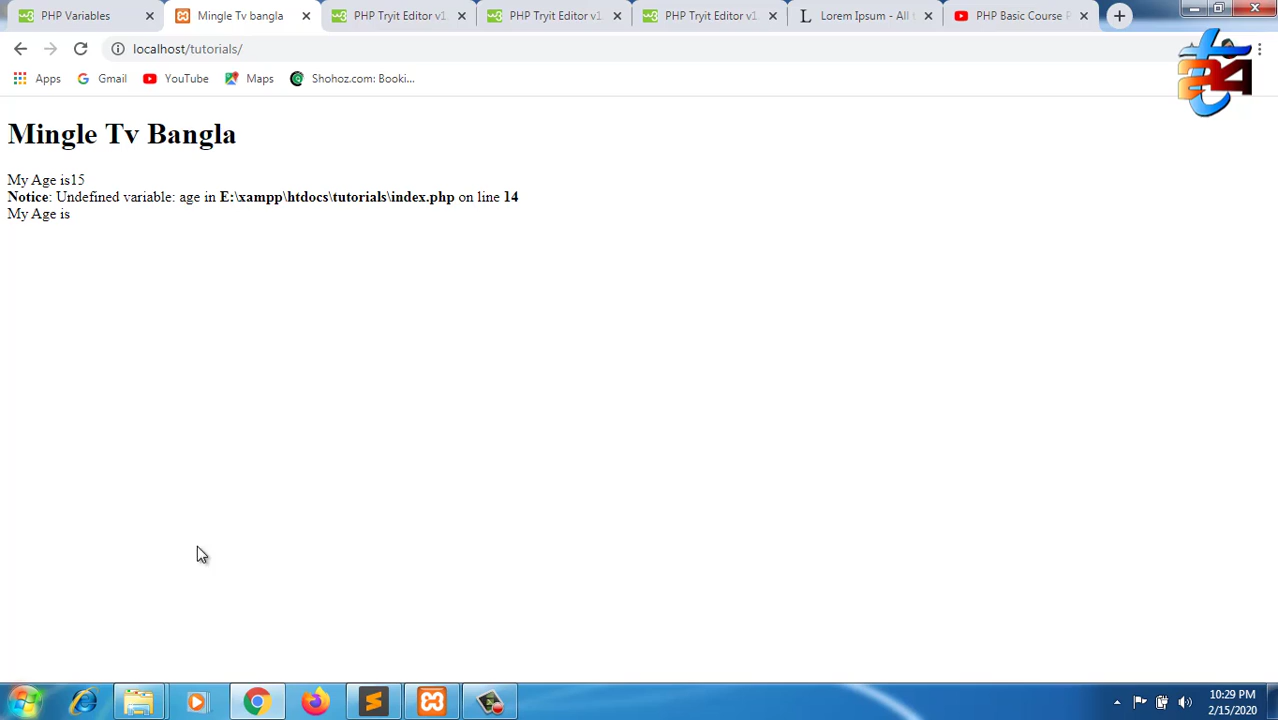 PHP Variables
Mingle Tv bangla
PHP Tryit Editor v1
PHP Tryit Editor v1
PHP Tryit Editor v1
Lorem Ipsum - All
PHP Basic Course P
localhost/tutorials/
Apps
Gmail
YouTube
Maps
Shohoz.com: Booki...
Mingle Tv Bangla
My Age is15
Notice: Undefined variable: age in E:\xampp\htdocs\tutorials\index.php on line 14
My Age is
10:29 PM
2/15/2020